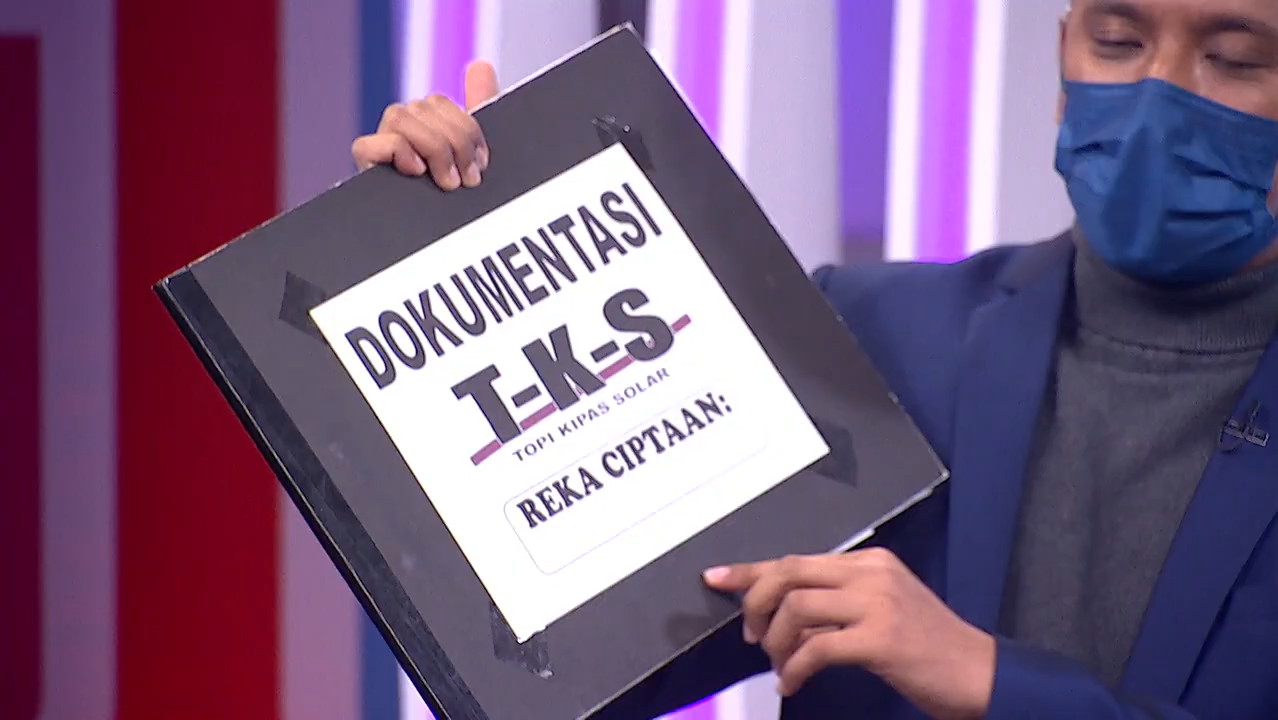 DOKUMENTASI
T-K-S
TOPI KIPAS SOLAR
REKA CIPTAAN: